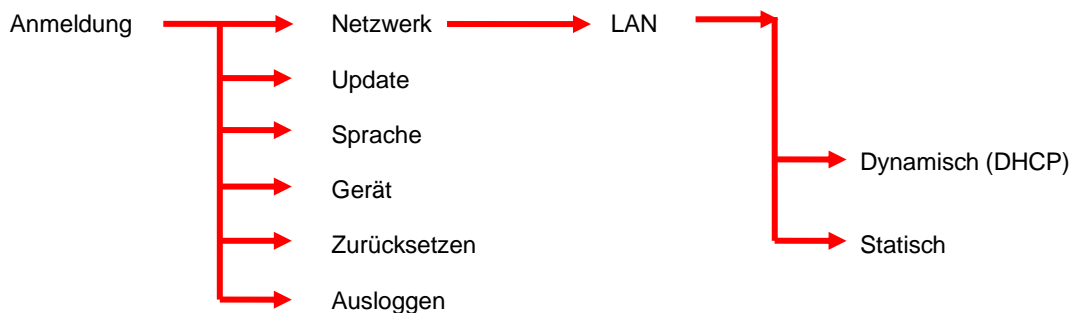 Anmeldung Netzwerk LAN
Update
Sprache
Dynamisch (DHCP)
Gerät
Zurücksetzen Statisch
Ausloggen